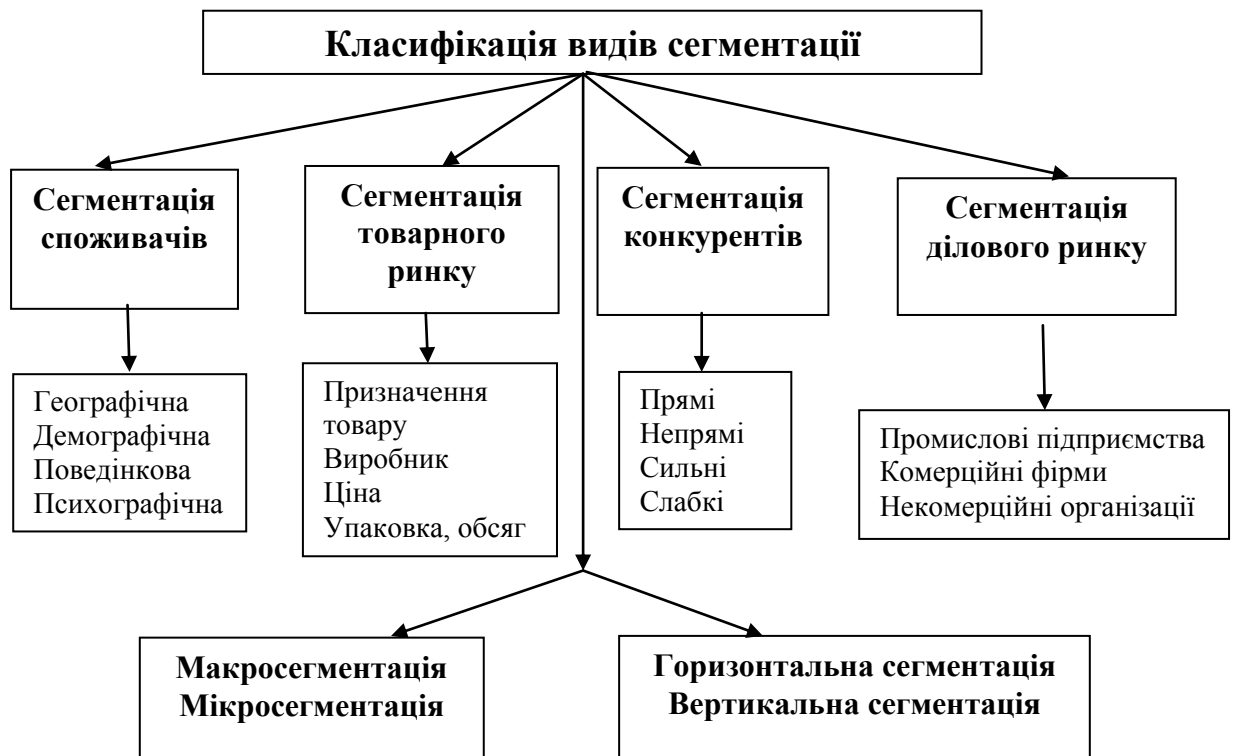 Класифікація видів сегментації
Сегментація
споживачів
Сегментація
товарного
ринку
Сегментація
конкурентів
Сегментація
ділового ринку
Географічна
Демографічна
Поведінкова
Психографічна
Призначення
товару
Виробник
Ціна
Упаковка, обсяг
Прямі
Непрямі
Сильні
Слабкі
Промислові підприємства
Комерційні фірми
Некомерційні організації
Макросегментація
Мікросегментація
Горизонтальна сегментація
Вертикальна сегментація